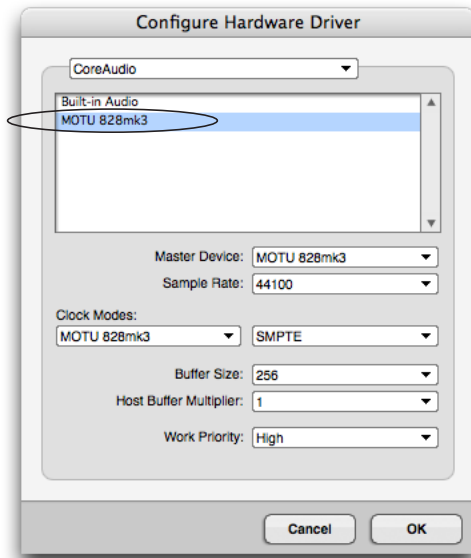 Configure Hardware Driver
CoreAudio
Built-in Audio
MOTU 828mk3
Master Device: MOTU 828mk3
Sample Rate: 44100
Clock Modes:
MOTU 828mk3 SMPTE
Buffer Size: 256
Host Buffer Multiplier: 1
Work Priority: High
Cancel OK